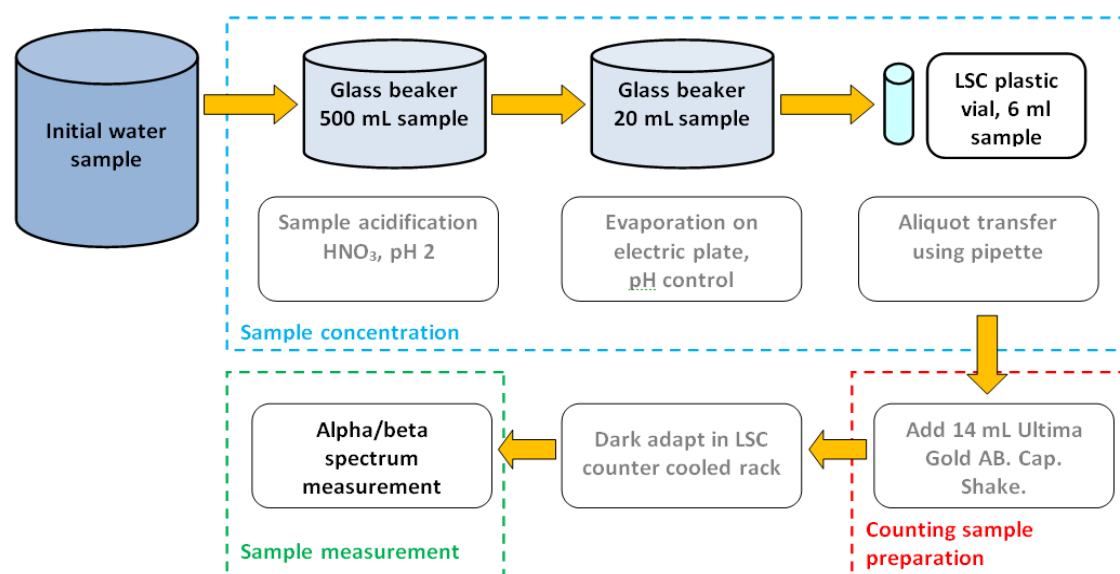 Initial water
sample
Glass beaker
500 mL sample
Glass beaker
20 mL sample
LSC plastic
vial, 6 ml
sample
Sample acidification
HNO₃, pH 2
Evaporation on
electric plate,
pH control
Aliquot transfer
using pipette
Sample concentration
Add 14 mL Ultima
Gold AB. Cap.
Shake.
Counting sample
preparation
Dark adapt in LSC
counter cooled rack
Alpha/beta
spectrum
measurement
Sample measurement